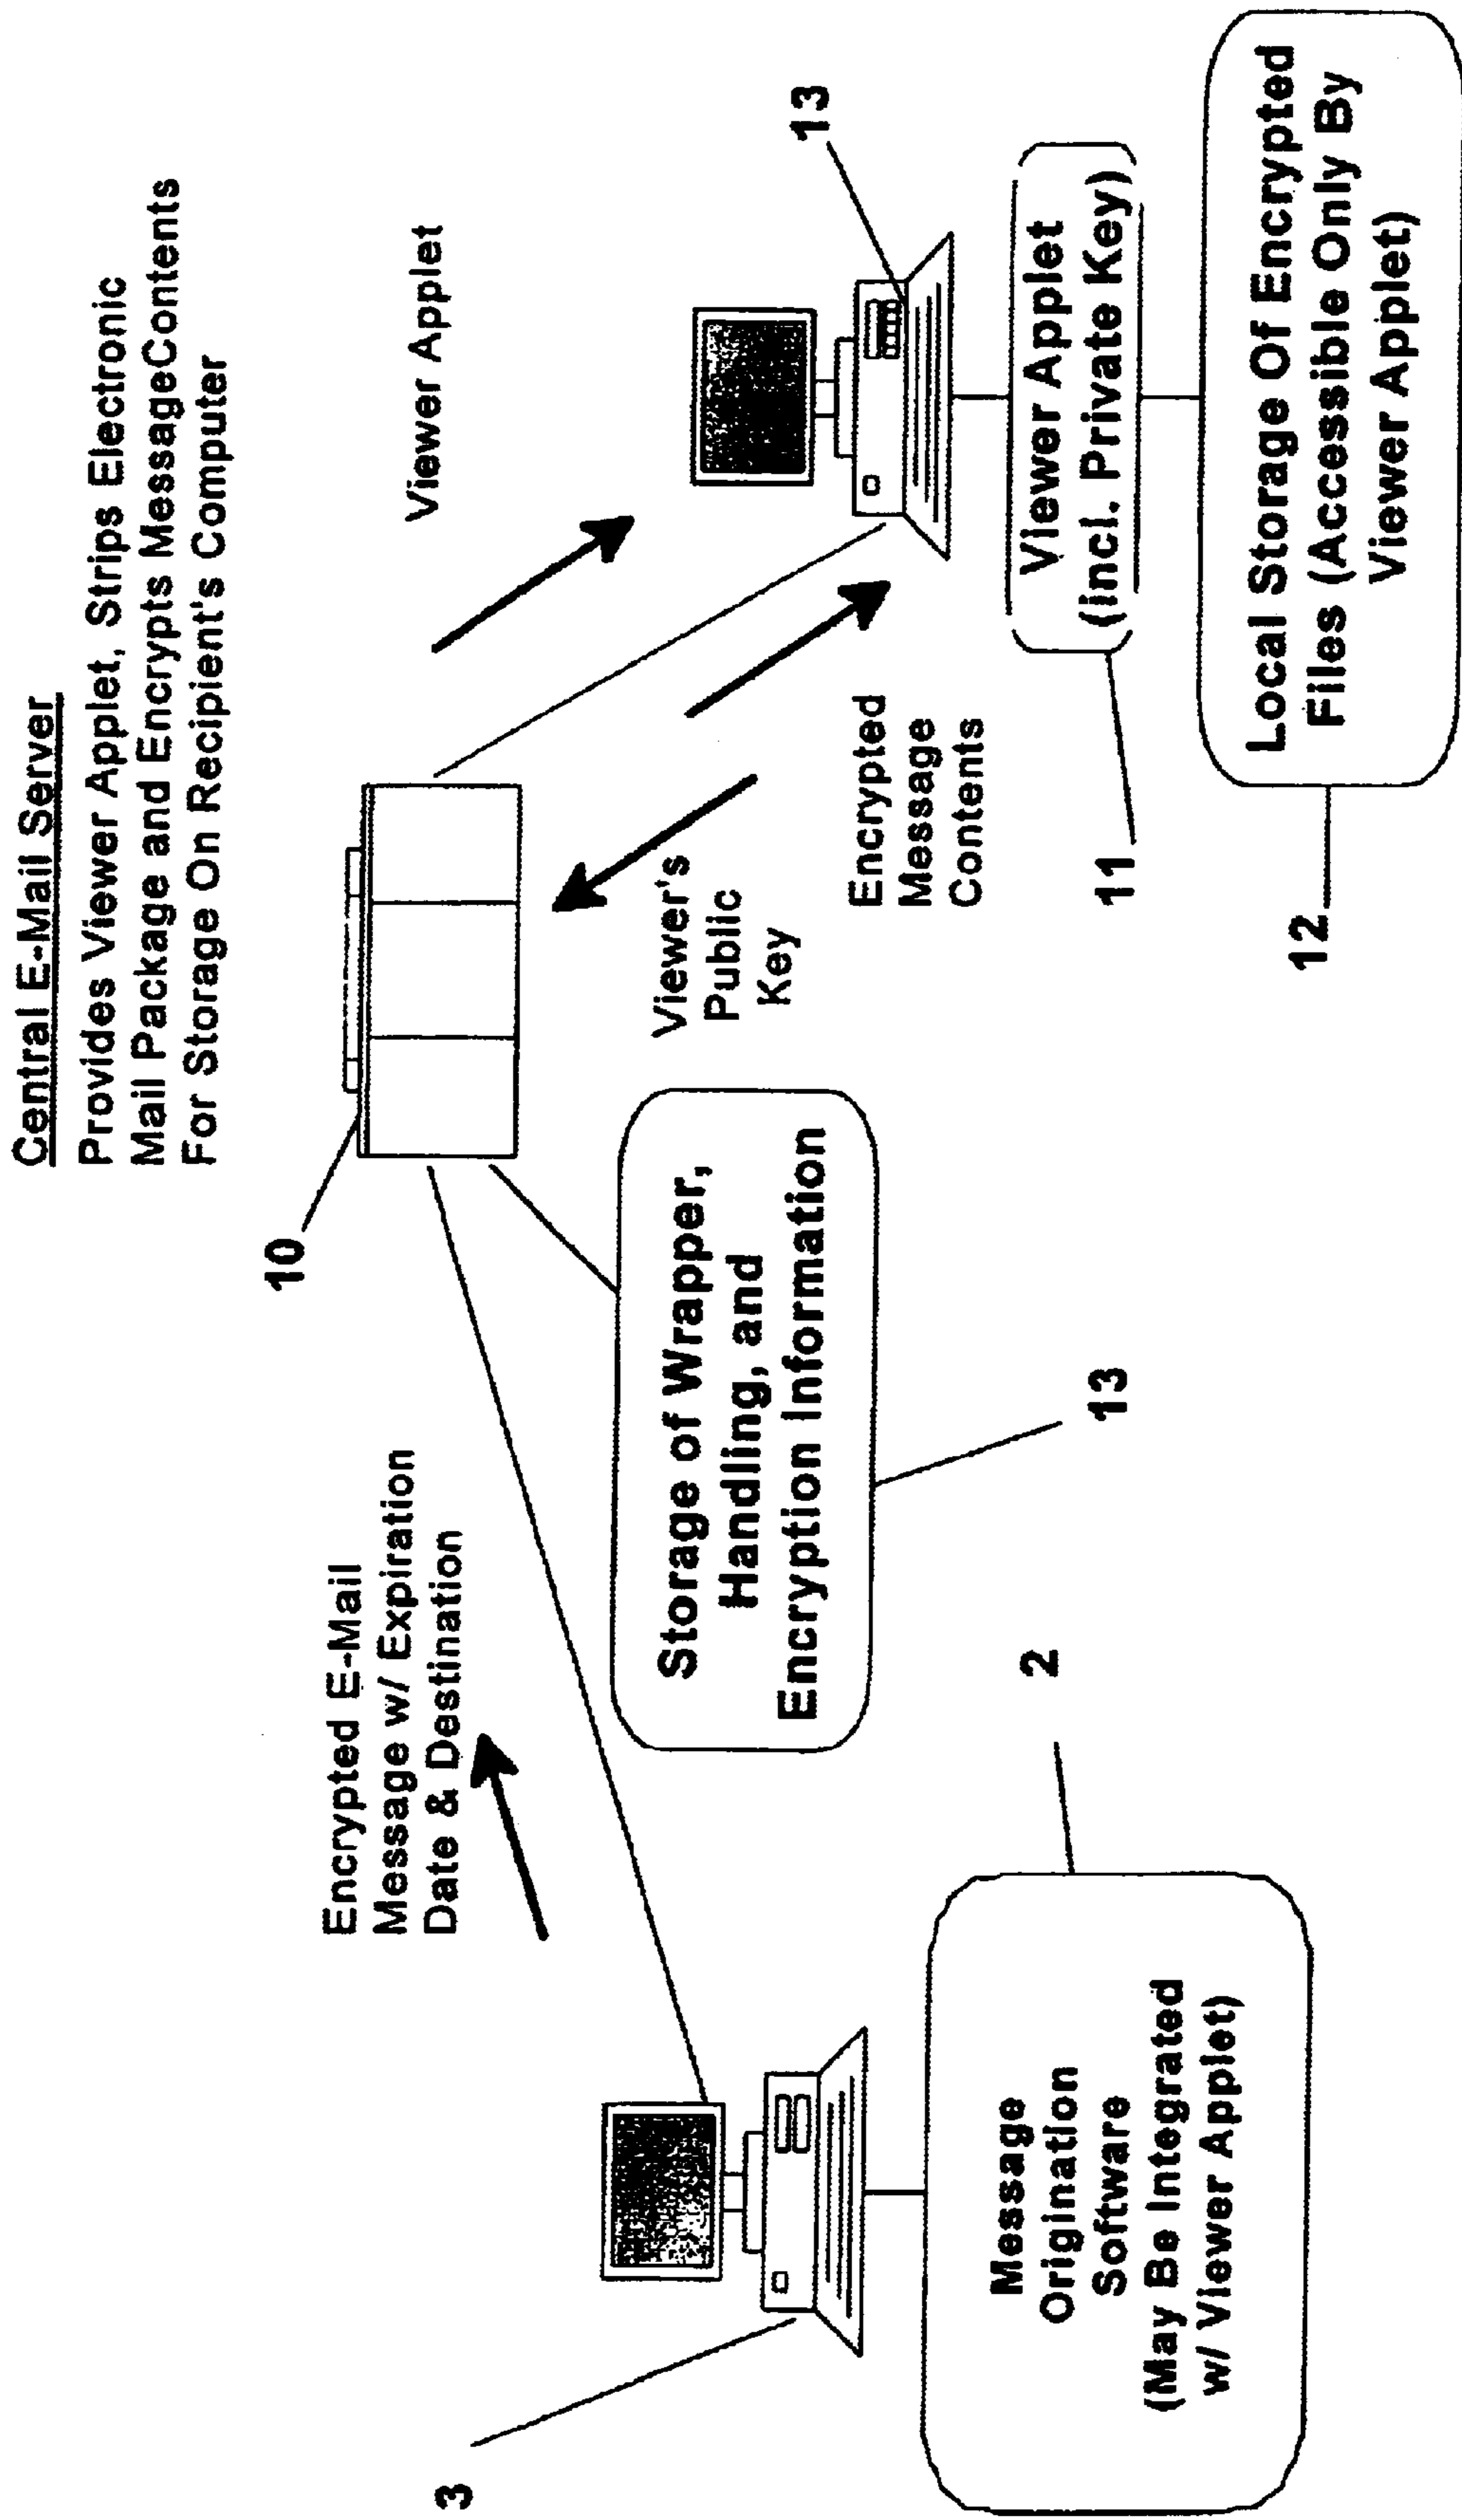 Central E-Mail Server
Provides Viewer Applet, Strips Electronic
Mail Package and Encrypts MessageContents
For Storage On Recipient's Computer
10
Encrypted E-Mail
Message w/ Expiration
Date & Destination
Viewer Applet
3
13
Viewer's
Public
Key
Encrypted
Message
Contents
Storage of Wrapper,
Handling, and
Encryption Information
13
Viewer Applet
(incl. Private Key)
11
2
Message
Origination
Software
(May Be Integrated
w/ Viewer Applet)
Local Storage Of Encrypted
Files (Accessible Only By
Viewer Applet)
12